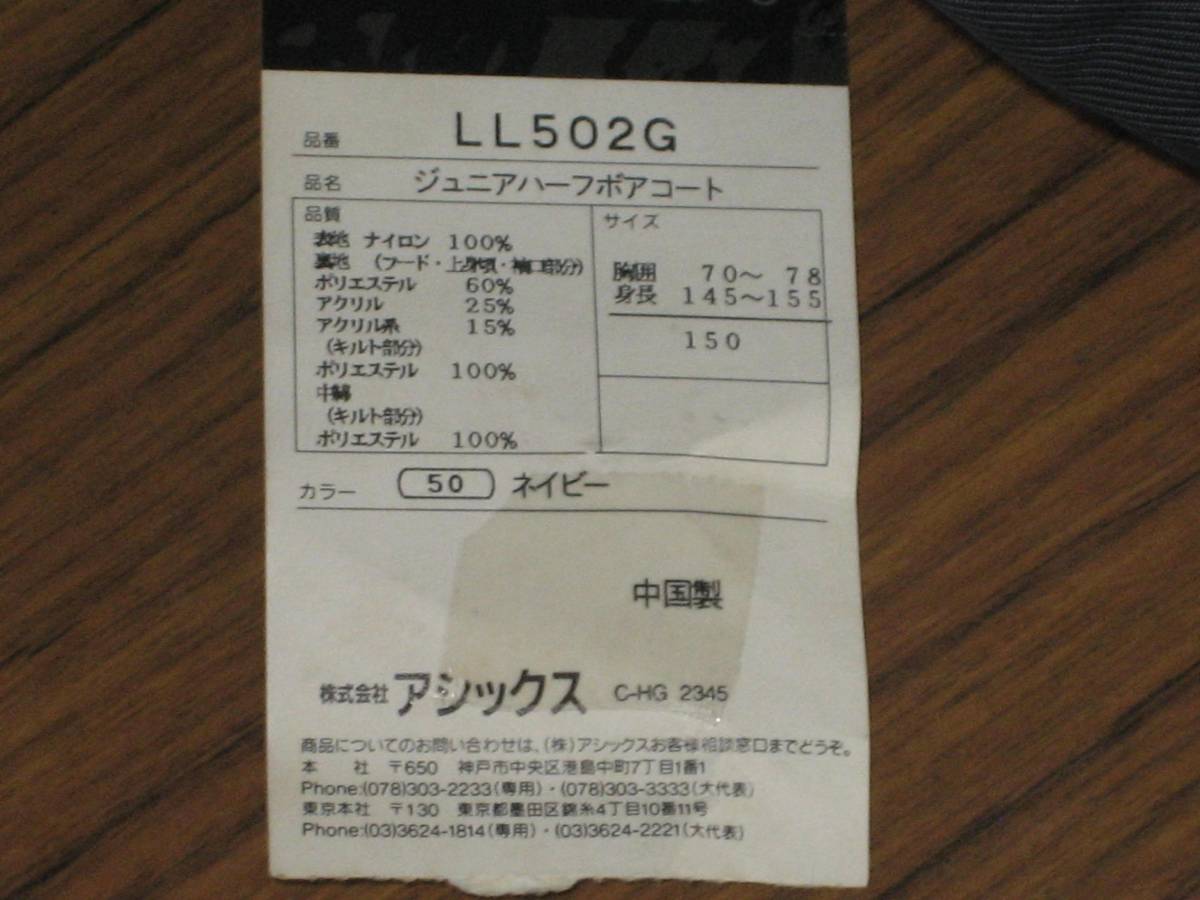 品番 LL502G
品名 ジュニアハーフボアコート
品質
表地 ナイロン 100%
裏地 (フード・上身頃・袖口部分)
ポリエステル 60%
アクリル 25%
アクリル系 15%
(キルト部分)
ポリエステル 100%
中綿
(キルト部分)
ポリエステル 100%
サイズ
胸囲 70～ 78
身長 145～155
150
カラー 50 ネイビー
中国製
株式会社アシックス C-HG 2345
商品についてのお問い合わせは、(株)アシックスお客様相談窓口までどうぞ。
本 社 〒650 神戸市中央区港島中町7丁目1番1
Phone:(078)303-2233(専用)・(078)303-3333(大代表)
東京本社 〒130 東京都墨田区錦糸4丁目10番11号
Phone:(03)3624-1814(専用)・(03)3624-2221(大代表)